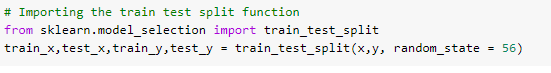 # Importing the train test split function
from sklearn.model_selection import train_test_split
train_x,test_x,train_y,test_y = train_test_split(x,y, random_state = 56)